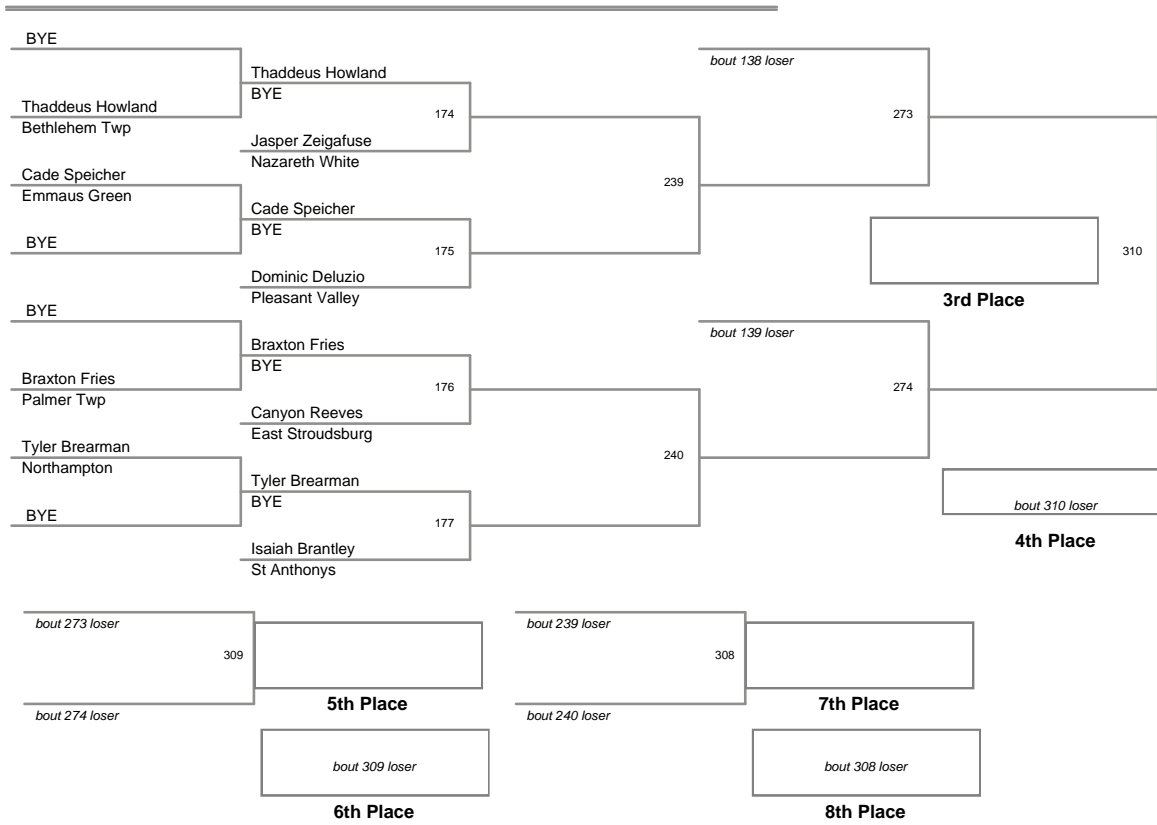 BYE
bout 138 loser
Thaddeus Howland
BYE
Thaddeus Howland
Bethlehem Twp
174
273
Jasper Zeigafuse
Nazareth White
Cade Speicher
Emmaus Green
239
Cade Speicher
BYE
BYE
175
310
Dominic Deluzio
Pleasant Valley
3rd Place
BYE
bout 139 loser
Braxton Fries
BYE
Braxton Fries
Palmer Twp
176
274
Canyon Reeves
East Stroudsburg
Tyler Brearman
Northampton
240
Tyler Brearman
BYE
BYE
177
bout 310 loser
4th Place
Isaiah Brantley
St Anthonys
bout 273 loser
bout 239 loser
309
308
5th Place
7th Place
bout 274 loser
bout 240 loser
bout 309 loser
bout 308 loser
6th Place
8th Place